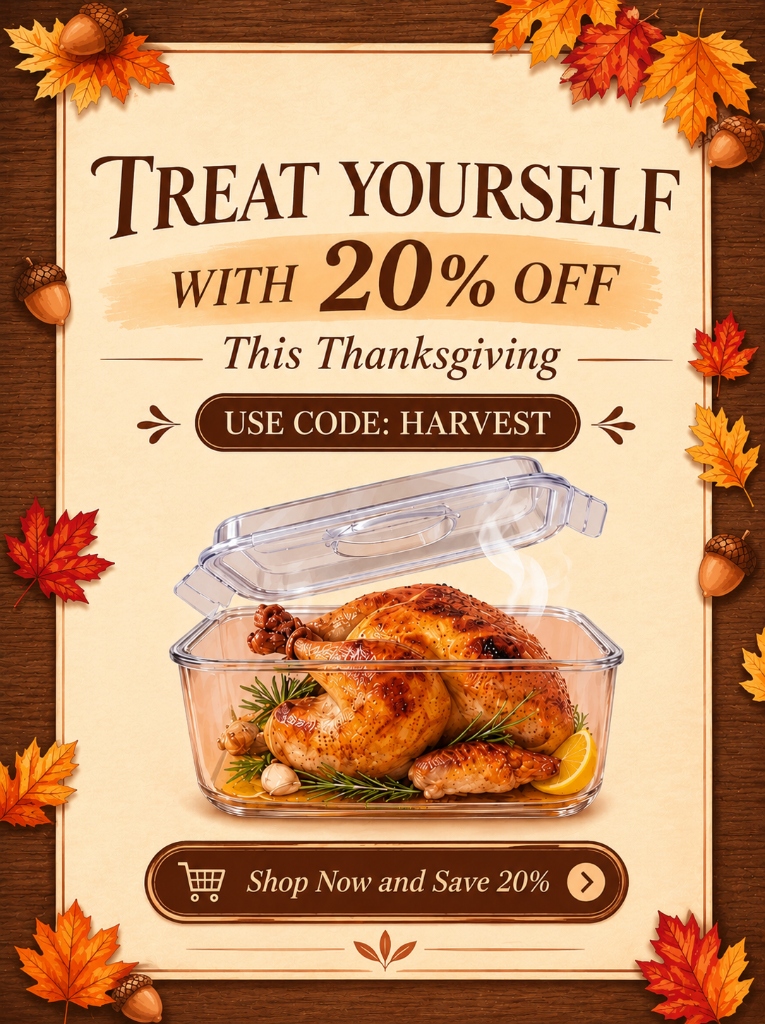 TREAT YOURSELF
WITH 20% OFF
This Thanksgiving
USE CODE: HARVEST
Shop Now and Save 20%